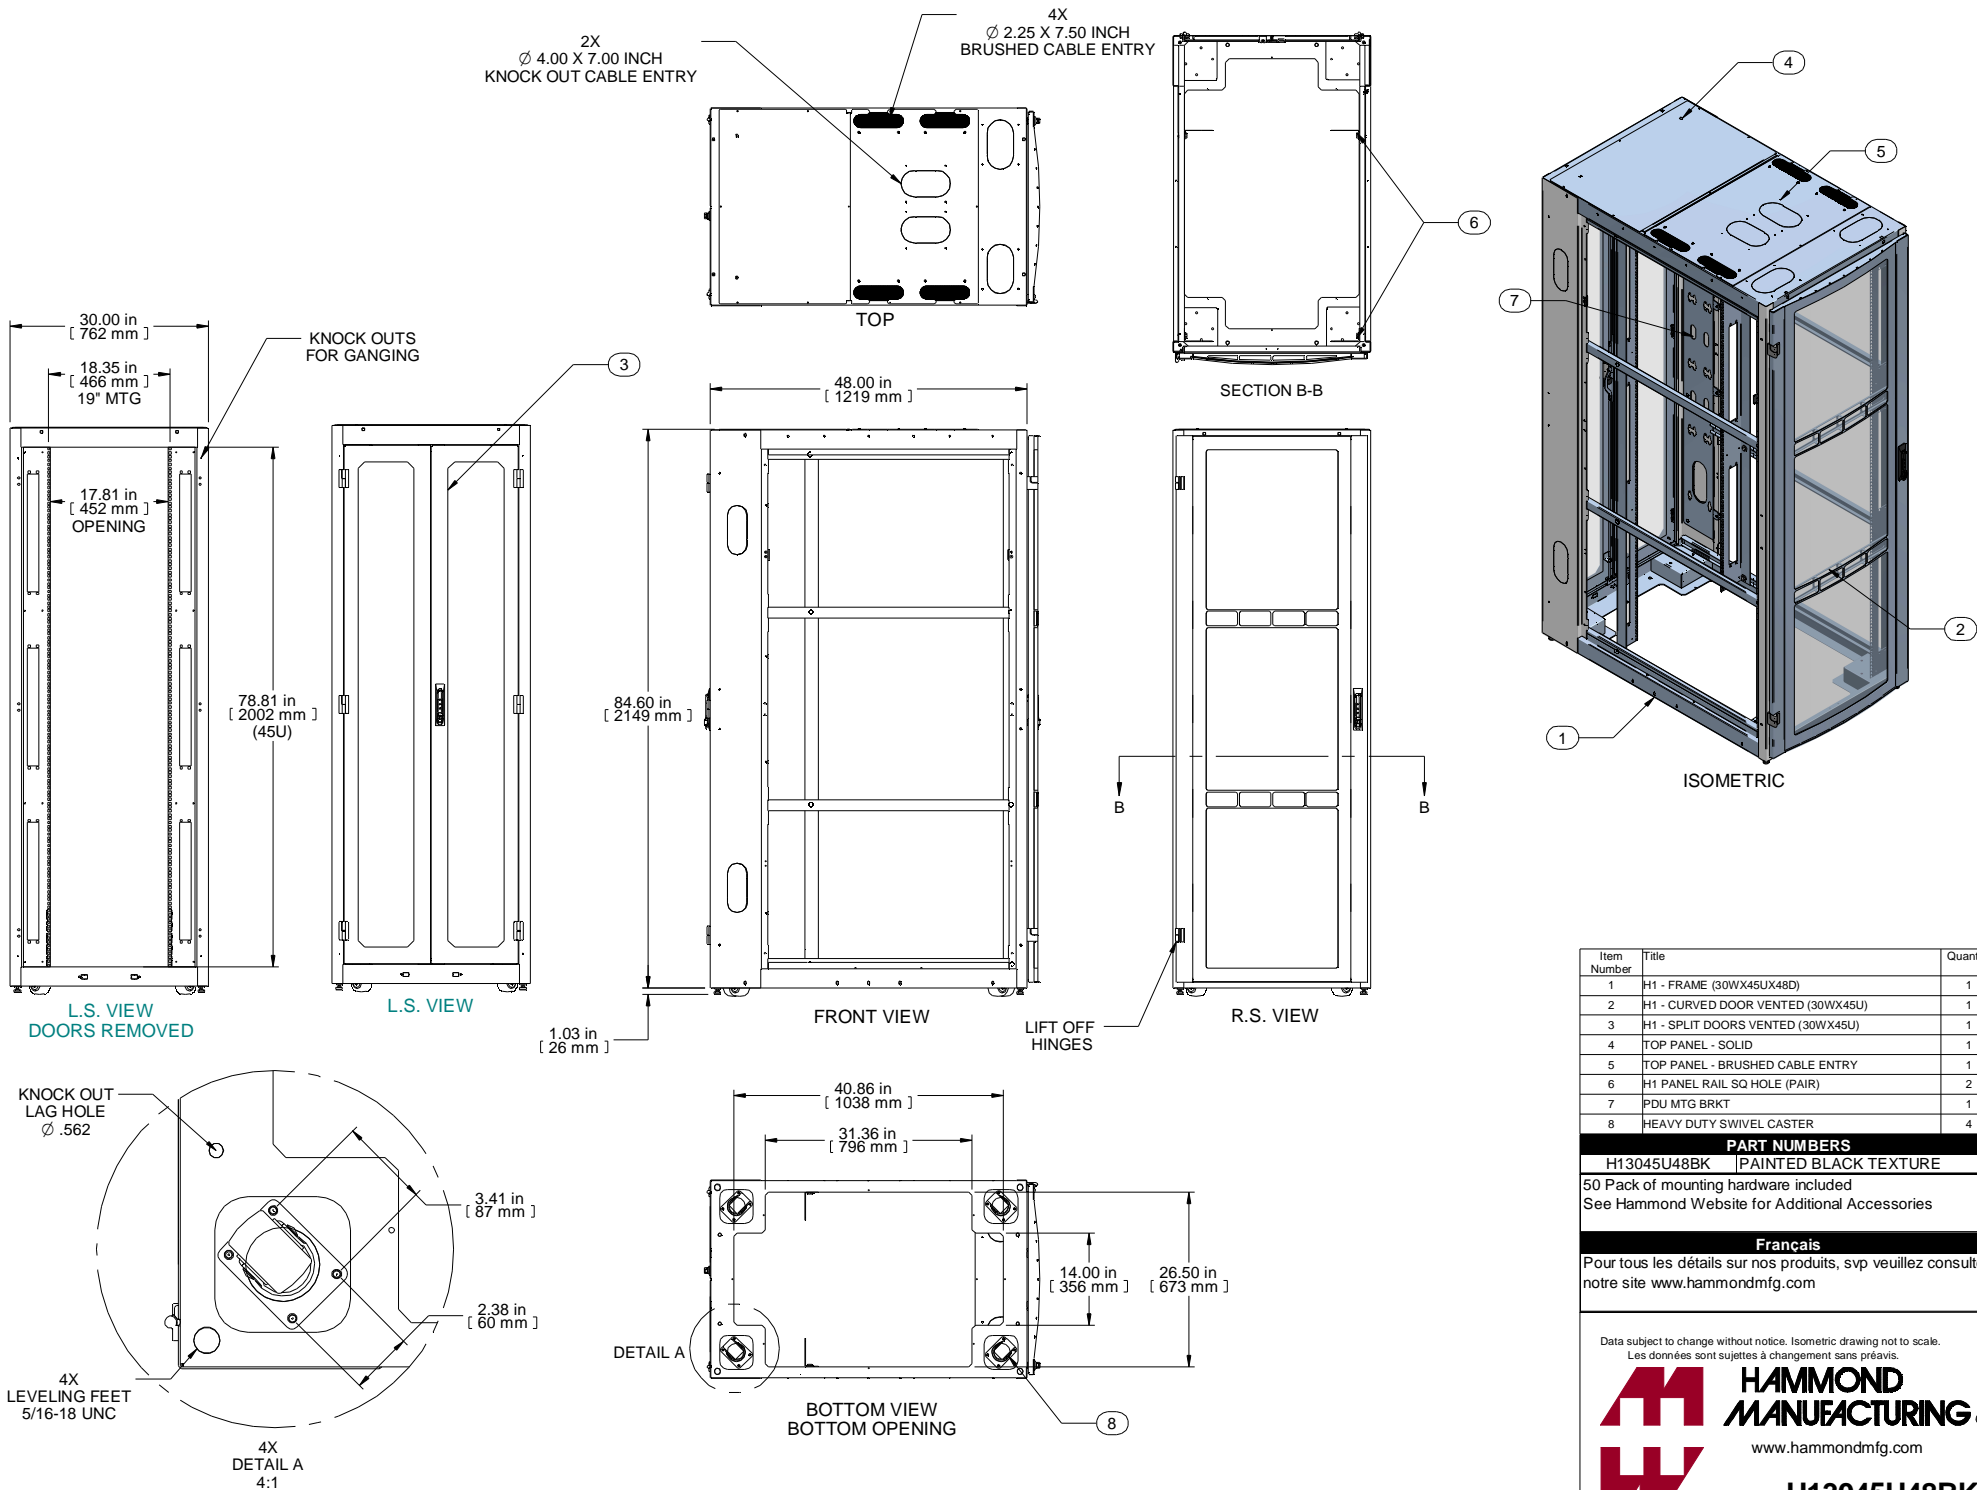 2X
Ø 4.00 X 7.00 INCH
KNOCK OUT CABLE ENTRY
4X
Ø 2.25 X 7.50 INCH
BRUSHED CABLE ENTRY
TOP
6
SECTION B-B
4
5
7
2
1
ISOMETRIC
30.00 in
[ 762 mm ]
18.35 in
[ 466 mm ]
19" MTG
KNOCK OUTS
FOR GANGING
17.81 in
[ 452 mm ]
OPENING
78.81 in
[ 2002 mm ]
(45U)
L.S. VIEW
DOORS REMOVED
3
L.S. VIEW
48.00 in
[ 1219 mm ]
84.60 in
[ 2149 mm ]
1.03 in
[ 26 mm ]
FRONT VIEW
B
B
LIFT OFF
HINGES
R.S. VIEW
KNOCK OUT
LAG HOLE
Ø .562
3.41 in
[ 87 mm ]
2.38 in
[ 60 mm ]
4X
LEVELING FEET
5/16-18 UNC
4X
DETAIL A
4:1
40.86 in
[ 1038 mm ]
31.36 in
[ 796 mm ]
14.00 in
[ 356 mm ]
26.50 in
[ 673 mm ]
DETAIL A
8
BOTTOM VIEW
BOTTOM OPENING
Item Number Title Quant
1 H1 - FRAME (30WX45UX48D) 1
2 H1 - CURVED DOOR VENTED (30WX45U) 1
3 H1 - SPLIT DOORS VENTED (30WX45U) 1
4 TOP PANEL - SOLID 1
5 TOP PANEL - BRUSHED CABLE ENTRY 1
6 H1 PANEL RAIL SQ HOLE (PAIR) 2
7 PDU MTG BRKT 1
8 HEAVY DUTY SWIVEL CASTER 4
PART NUMBERS
H13045U48BK PAINTED BLACK TEXTURE
50 Pack of mounting hardware included
See Hammond Website for Additional Accessories
Français
Pour tous les détails sur nos produits, svp veuillez consult
notre site www.hammondmfg.com
Data subject to change without notice. Isometric drawing not to scale.
Les données sont sujettes à changement sans préavis.
HAMMOND
MANUFACTURING
www.hammondmfg.com
H13045U48BK